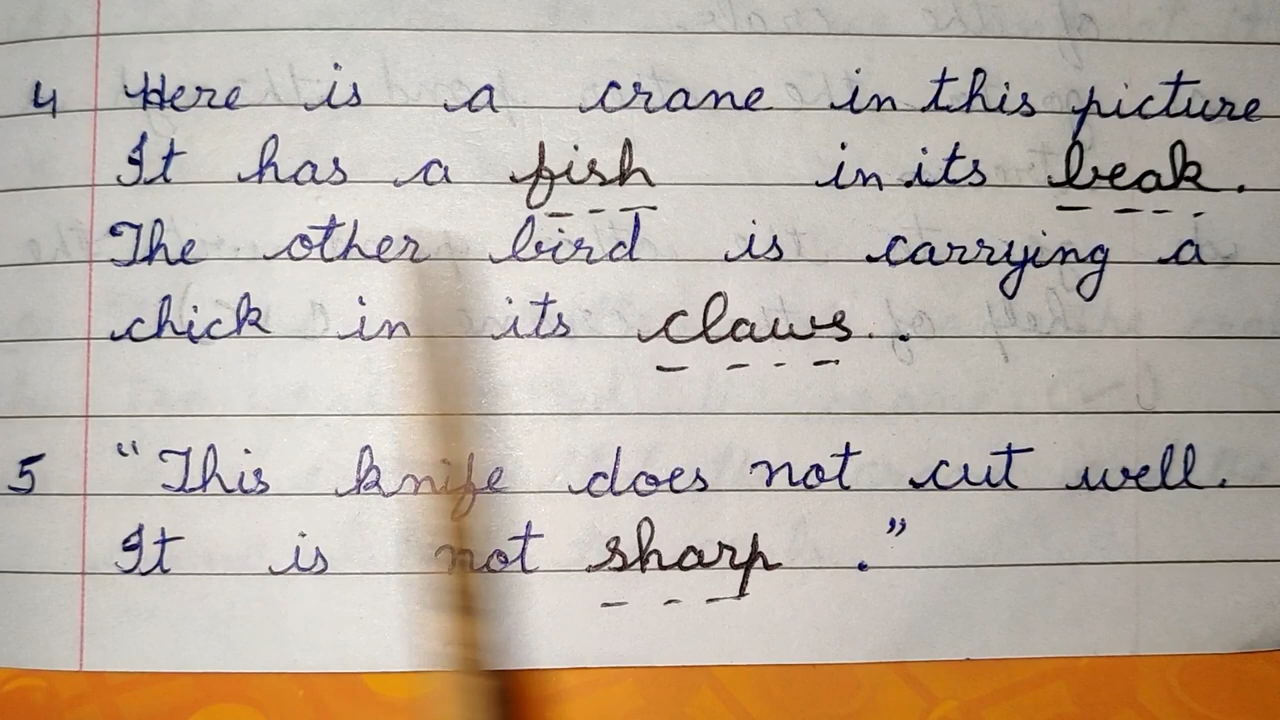 4 Here is a crane in this picture
It has a fish in its beak.
The other bird is carrying a
chick in its claws.
5 "This knife does not cut well.
It is not sharp."